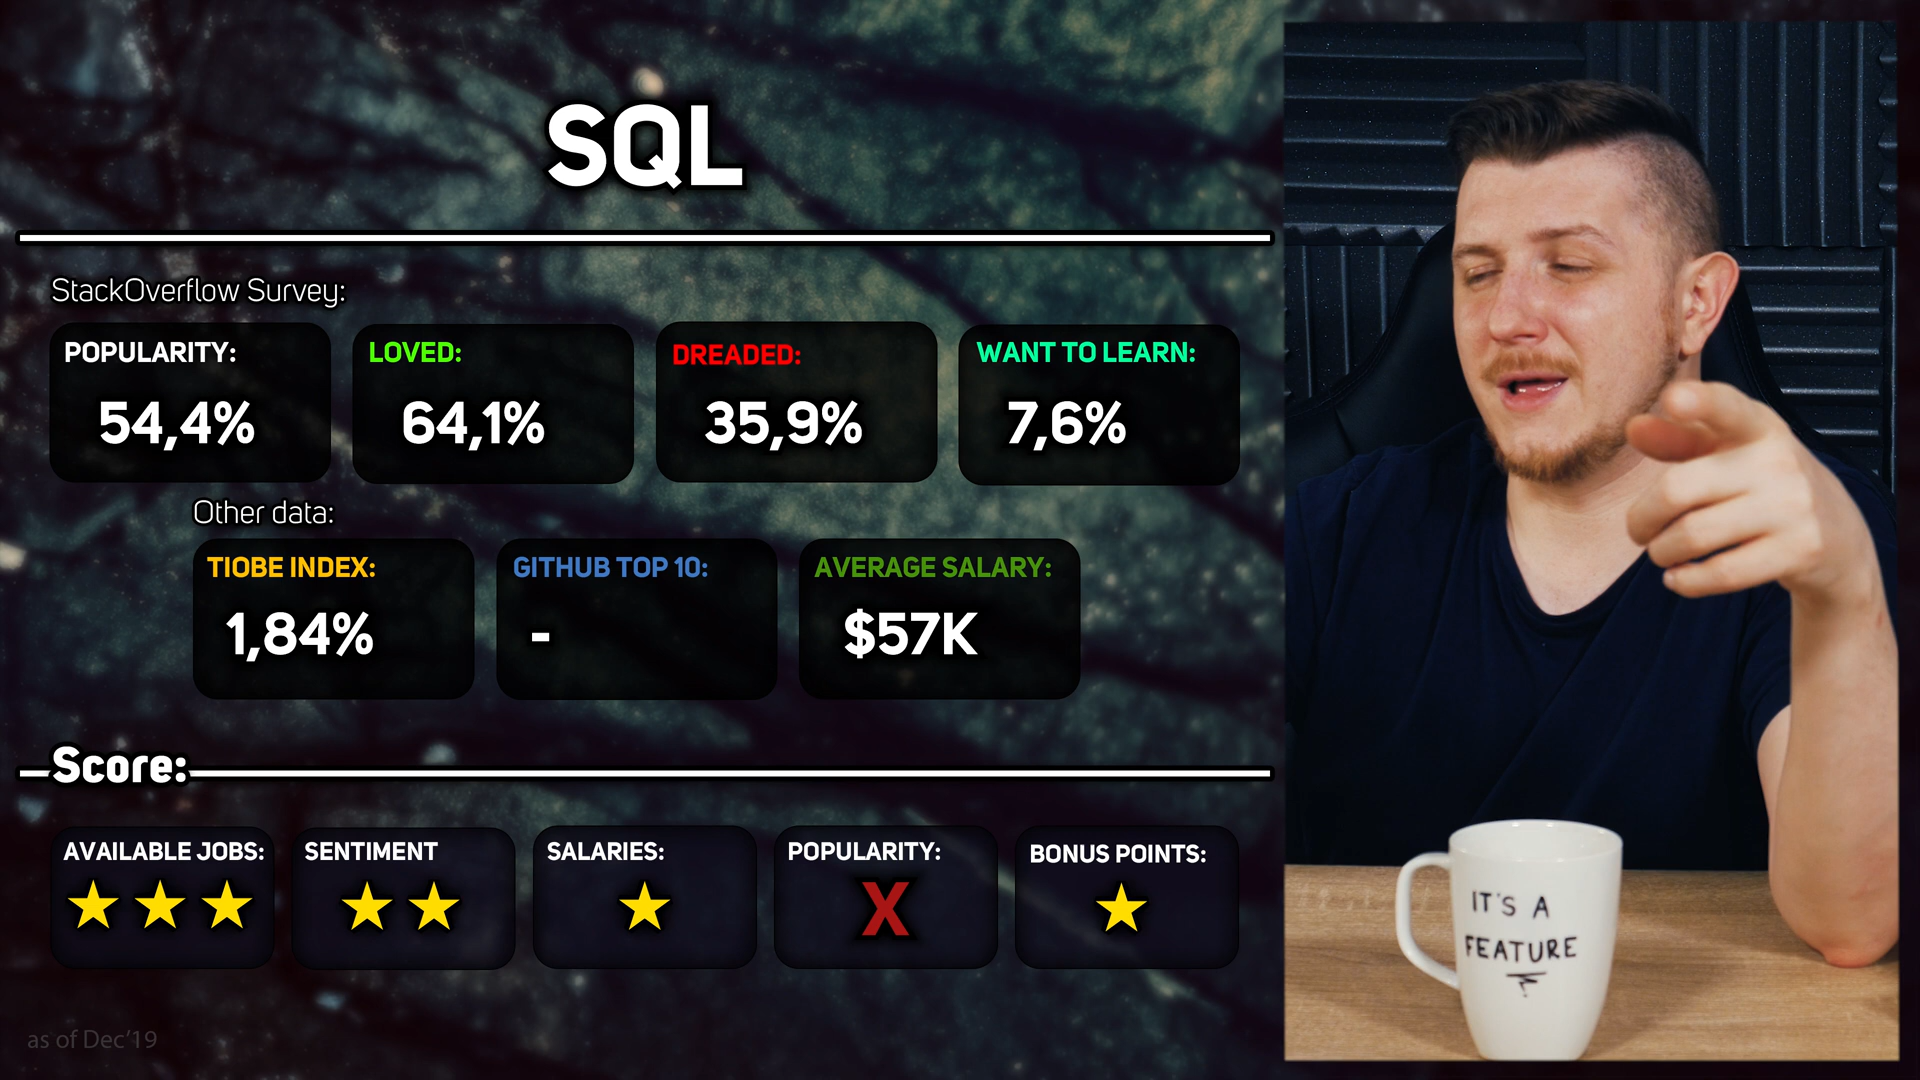 SQL
StackOverflow Survey:
POPULARITY: LOVED: DREADED: WANT TO LEARN:
54,4% 64,1% 35,9% 7,6%
Other data:
TIOBE INDEX: GITHUB TOP 10: AVERAGE SALARY:
1,84% - $57K
Score:
AVAILABLE JOBS: SENTIMENT SALARIES: POPULARITY: BONUS POINTS:
X
as of Dec'19
IT'S A
FEATURE